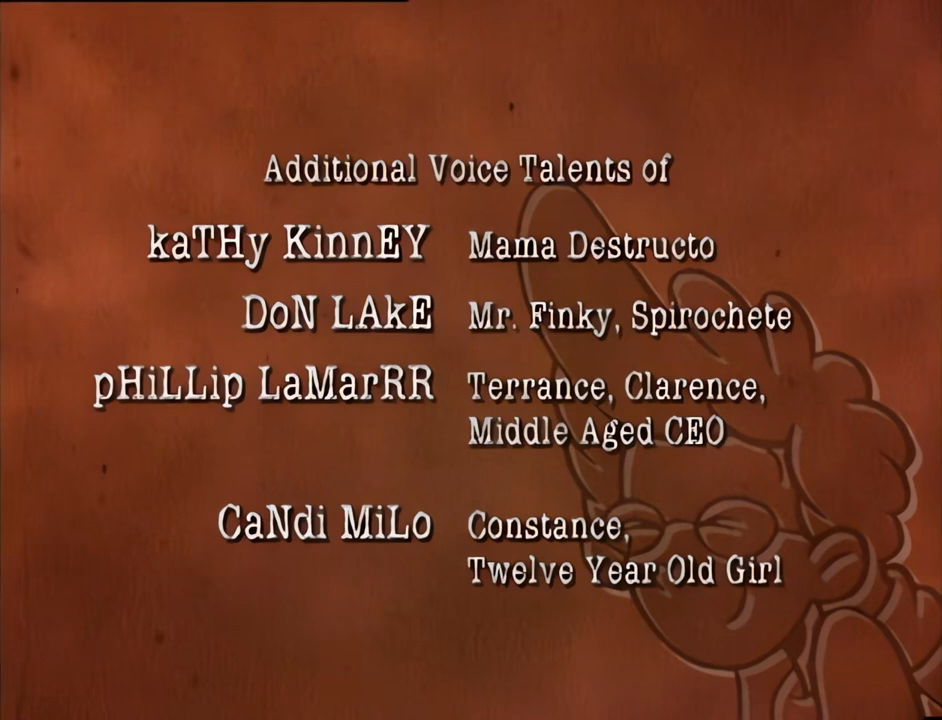 Additional Voice Talents of
kaTHy KinnEY Mama Destructo
DoN LAkE Mr. Finky, Spirochete
pHiLLip LaMarRR Terrance, Clarence,
Middle Aged CEO
CaNdi MiLo Constance,
Twelve Year Old Girl